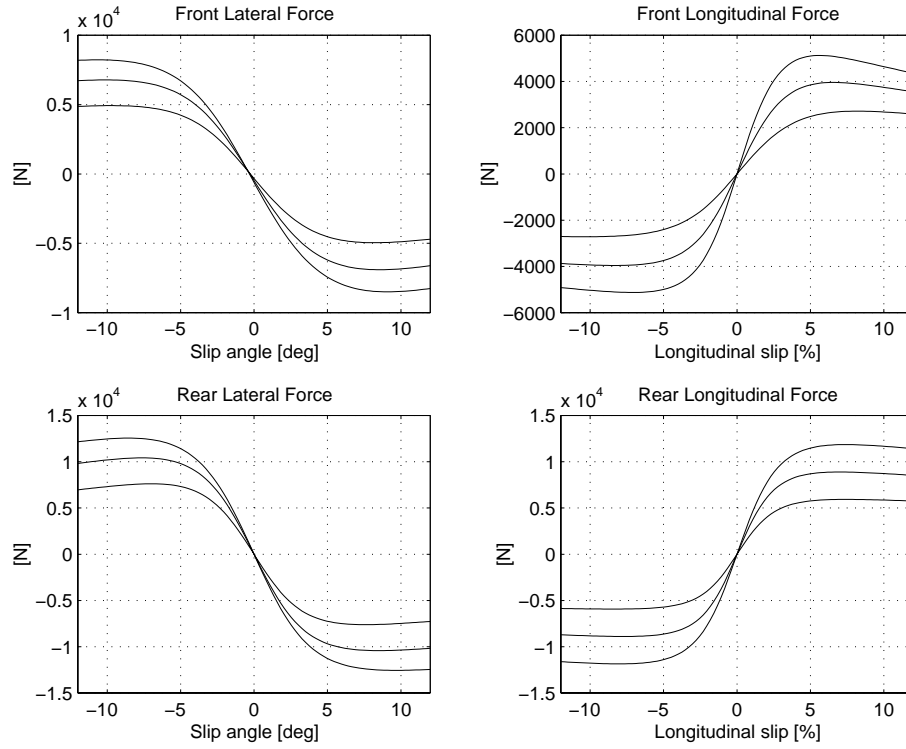 Front Lateral Force
x 10^4
1
0.5
0
−0.5
−1
[N]
−10 −5 0 5 10
Slip angle [deg]
Front Longitudinal Force
6000
4000
2000
0
−2000
−4000
−6000
[N]
−10 −5 0 5 10
Longitudinal slip [%]
Rear Lateral Force
x 10^4
1.5
1
0.5
0
−0.5
−1
−1.5
[N]
−10 −5 0 5 10
Slip angle [deg]
Rear Longitudinal Force
x 10^4
1.5
1
0.5
0
−0.5
−1
−1.5
[N]
−10 −5 0 5 10
Longitudinal slip [%]